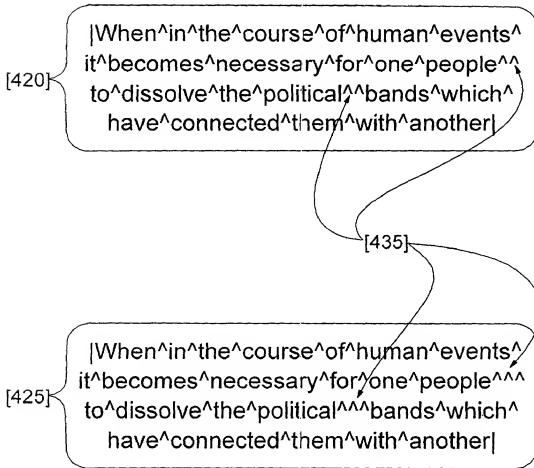 |When^in^the^course^of^human^events^
it^becomes^necessary^for^one^people^^
[420]
to^dissolve^the^political^^bands^which^
have^connected^them^with^another|
[435]
|When^in^the^course^of^human^events^
it^becomes^necessary^for^one^people^^^
[425]
to^dissolve^the^political^^^bands^which^
have^connected^them^with^another|